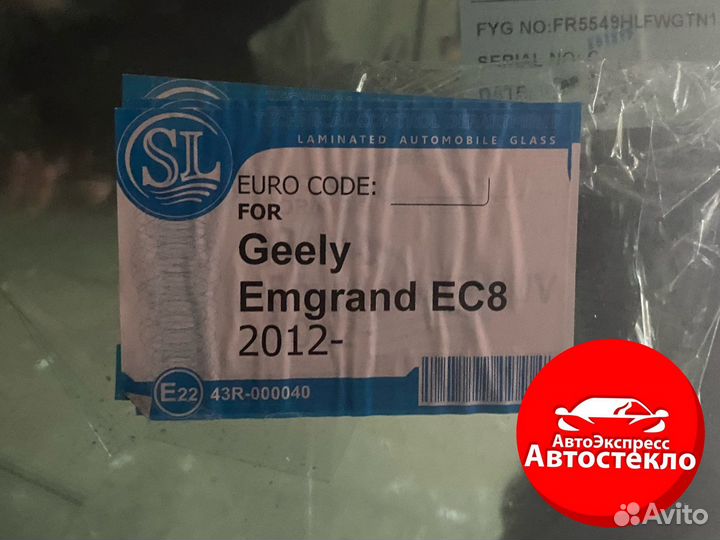 FYG NO:FR5549HLFWGTN1
SERIAL NO:
DATE
SL
LAMINATED AUTOMOBILE GLASS
EURO CODE:
FOR
Geely
Emgrand EC8
2012-
E22 43R-000040
АвтоЭкспресс
Автостекло
Avito